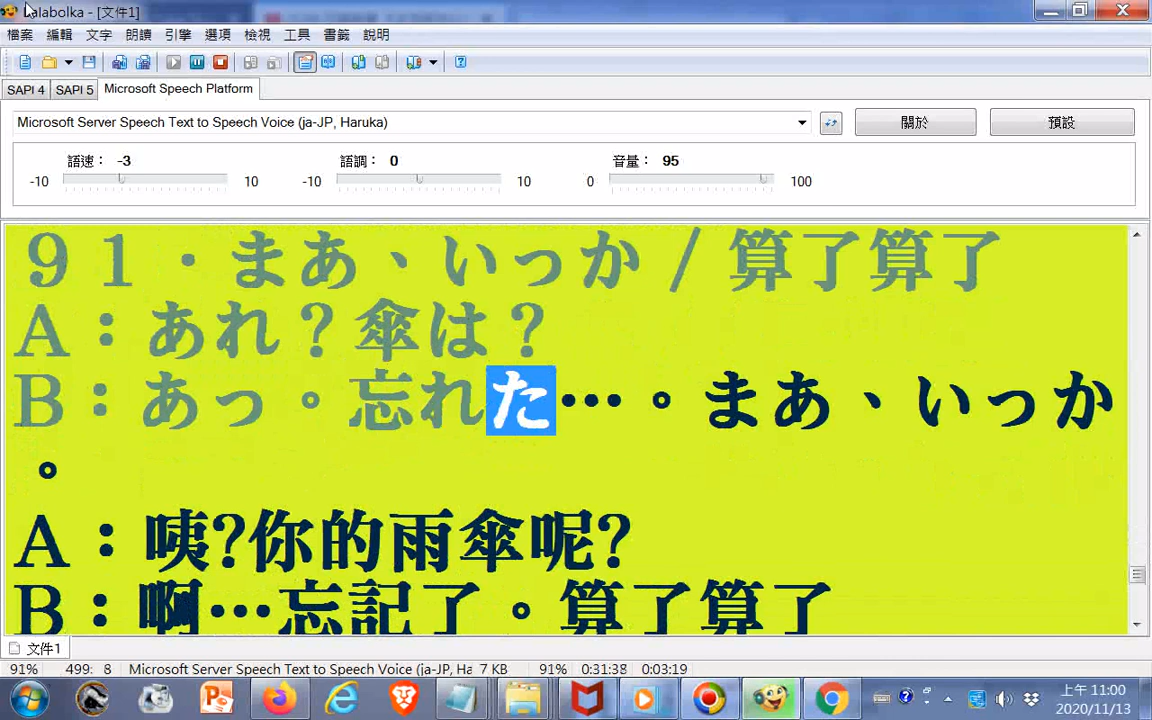 Balabolka - [文件1]
檔案 編輯 文字 朗讀 引擎 選項 檢視 工具 書籤 說明
SAPI 4 SAPI 5 Microsoft Speech Platform
Microsoft Server Speech Text to Speech Voice (ja-JP, Haruka) 關於 預設
語速： -3 語調： 0 音量： 95
-10 10 -10 10 0 100
９１．まあ、いっか／算了算了
A：あれ？傘は？
B：あっ。忘れた…。まあ、いっか
。
A：咦?你的雨傘呢?
B：啊…忘記了。算了算了
文件1
91% 499: 8 Microsoft Server Speech Text to Speech Voice (ja-JP, Ha 7 KB 91% 0:31:38 0:03:19
上午 11:00
2020/11/13